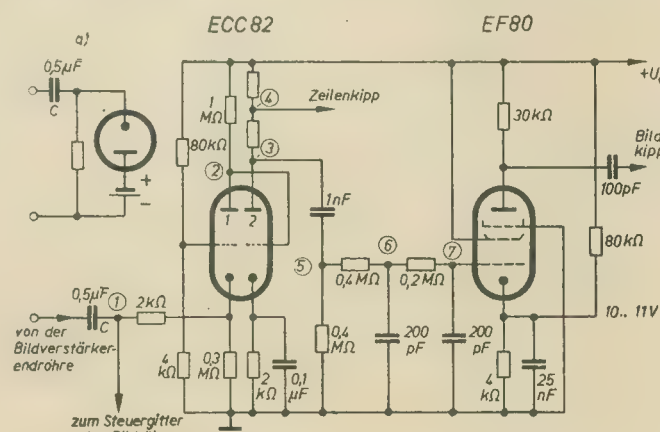 ECC82
EF80
a)
0,5µF
C
1
MΩ
80kΩ
④
Zeilenkipp
③
②
1 2
1nF
30kΩ
Bild
kipp
100pF
80kΩ
⑤
⑥
⑦
0,4MΩ
0,2MΩ
0,5µF
C
①
2kΩ
von der
Bildverstärker-
endröhre
4
kΩ
0,3
MΩ
2
kΩ
0,1
µF
0,4
MΩ
200
pF
200
pF
10.. 11V
4
kΩ
25
nF
zum Steuergitter